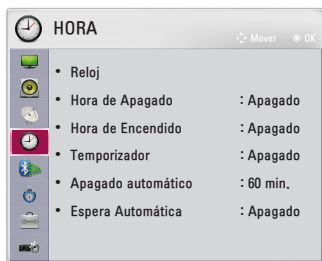 HORA
Mover OK
• Reloj
• Hora de Apagado : Apagado
• Hora de Encendido : Apagado
• Temporizador : Apagado
• Apagado automático : 60 min.
• Espera Automática : Apagado